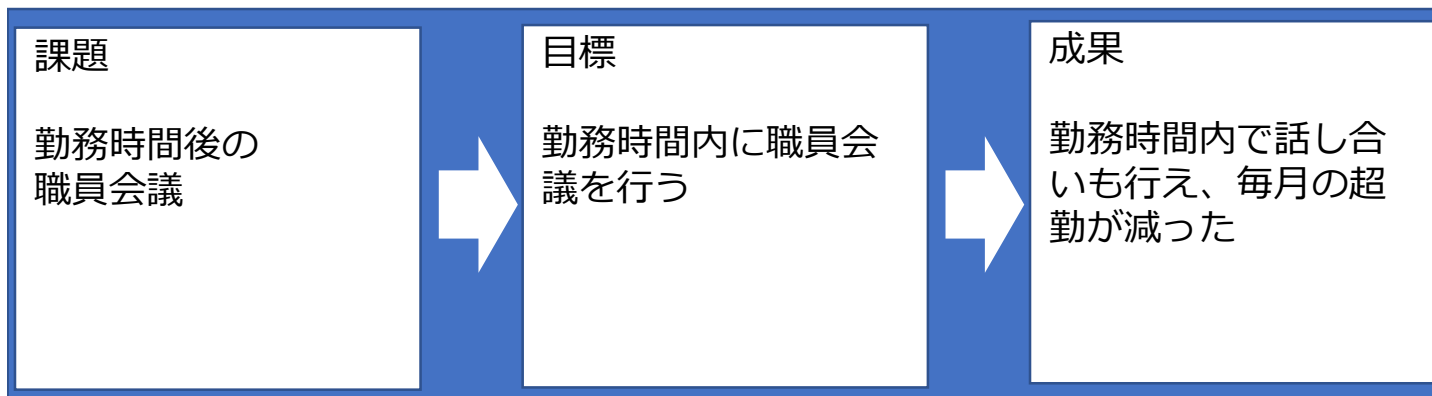 課題
勤務時間後の
職員会議
目標
勤務時間内に職員会
議を行う
成果
勤務時間内で話し合
いも行え、毎月の超
勤が減った